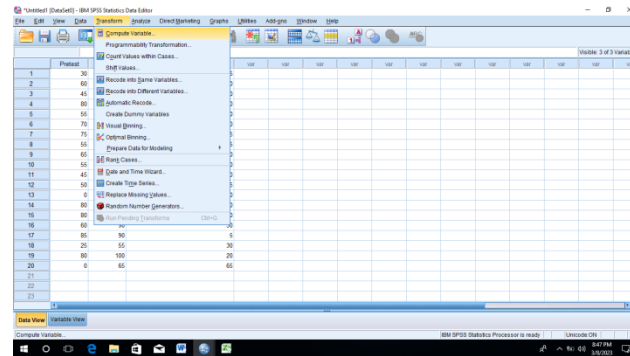 *Untitled1 [DataSet0] - IBM SPSS Statistics Data Editor
File Edit View Data Transform Analyze Direct Marketing Graphs Utilities Add-ons Window Help
Compute Variable...
Programmability Transformation...
Count Values within Cases...
Shift Values...
Recode into Same Variables...
Recode into Different Variables...
Automatic Recode...
Create Dummy Variables
Visual Binning...
Optimal Binning...
Prepare Data for Modeling
Rank Cases...
Date and Time Wizard...
Create Time Series...
Replace Missing Values...
Random Number Generators...
Run Pending Transforms Ctrl+G
Visible: 3 of 3 Variab
Pretest var var var var var var var var var
1 30
2 60
3 45
4 80
5 55
6 70
7 75
8 55
9 65
10 55
11 45
12 50
13 0
14 80
15 80
16 60
17 85 90 5
18 25 55 30
19 80 100 20
20 0 65 65
21
22
23
Data View Variable View
Compute Variable... IBM SPSS Statistics Processor is ready Unicode:ON
8:47 PM
3/8/2023